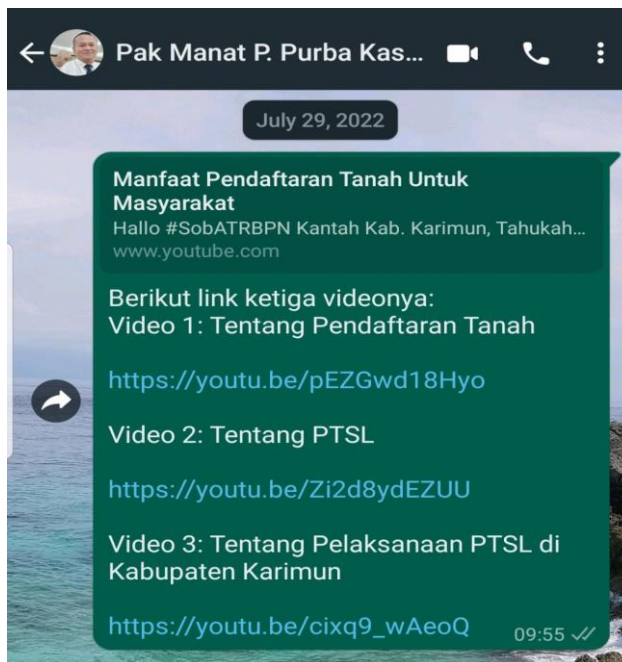 Pak Manat P. Purba Kas...
July 29, 2022
Manfaat Pendaftaran Tanah Untuk
Masyarakat
Hallo #SobATRBPN Kantah Kab. Karimun, Tahukah...
www.youtube.com
Berikut link ketiga videonya:
Video 1: Tentang Pendaftaran Tanah
https://youtu.be/pEZGwd18Hyo
Video 2: Tentang PTSL
https://youtu.be/Zi2d8ydEZUU
Video 3: Tentang Pelaksanaan PTSL di
Kabupaten Karimun
https://youtu.be/cixq9_wAeoQ
09:55